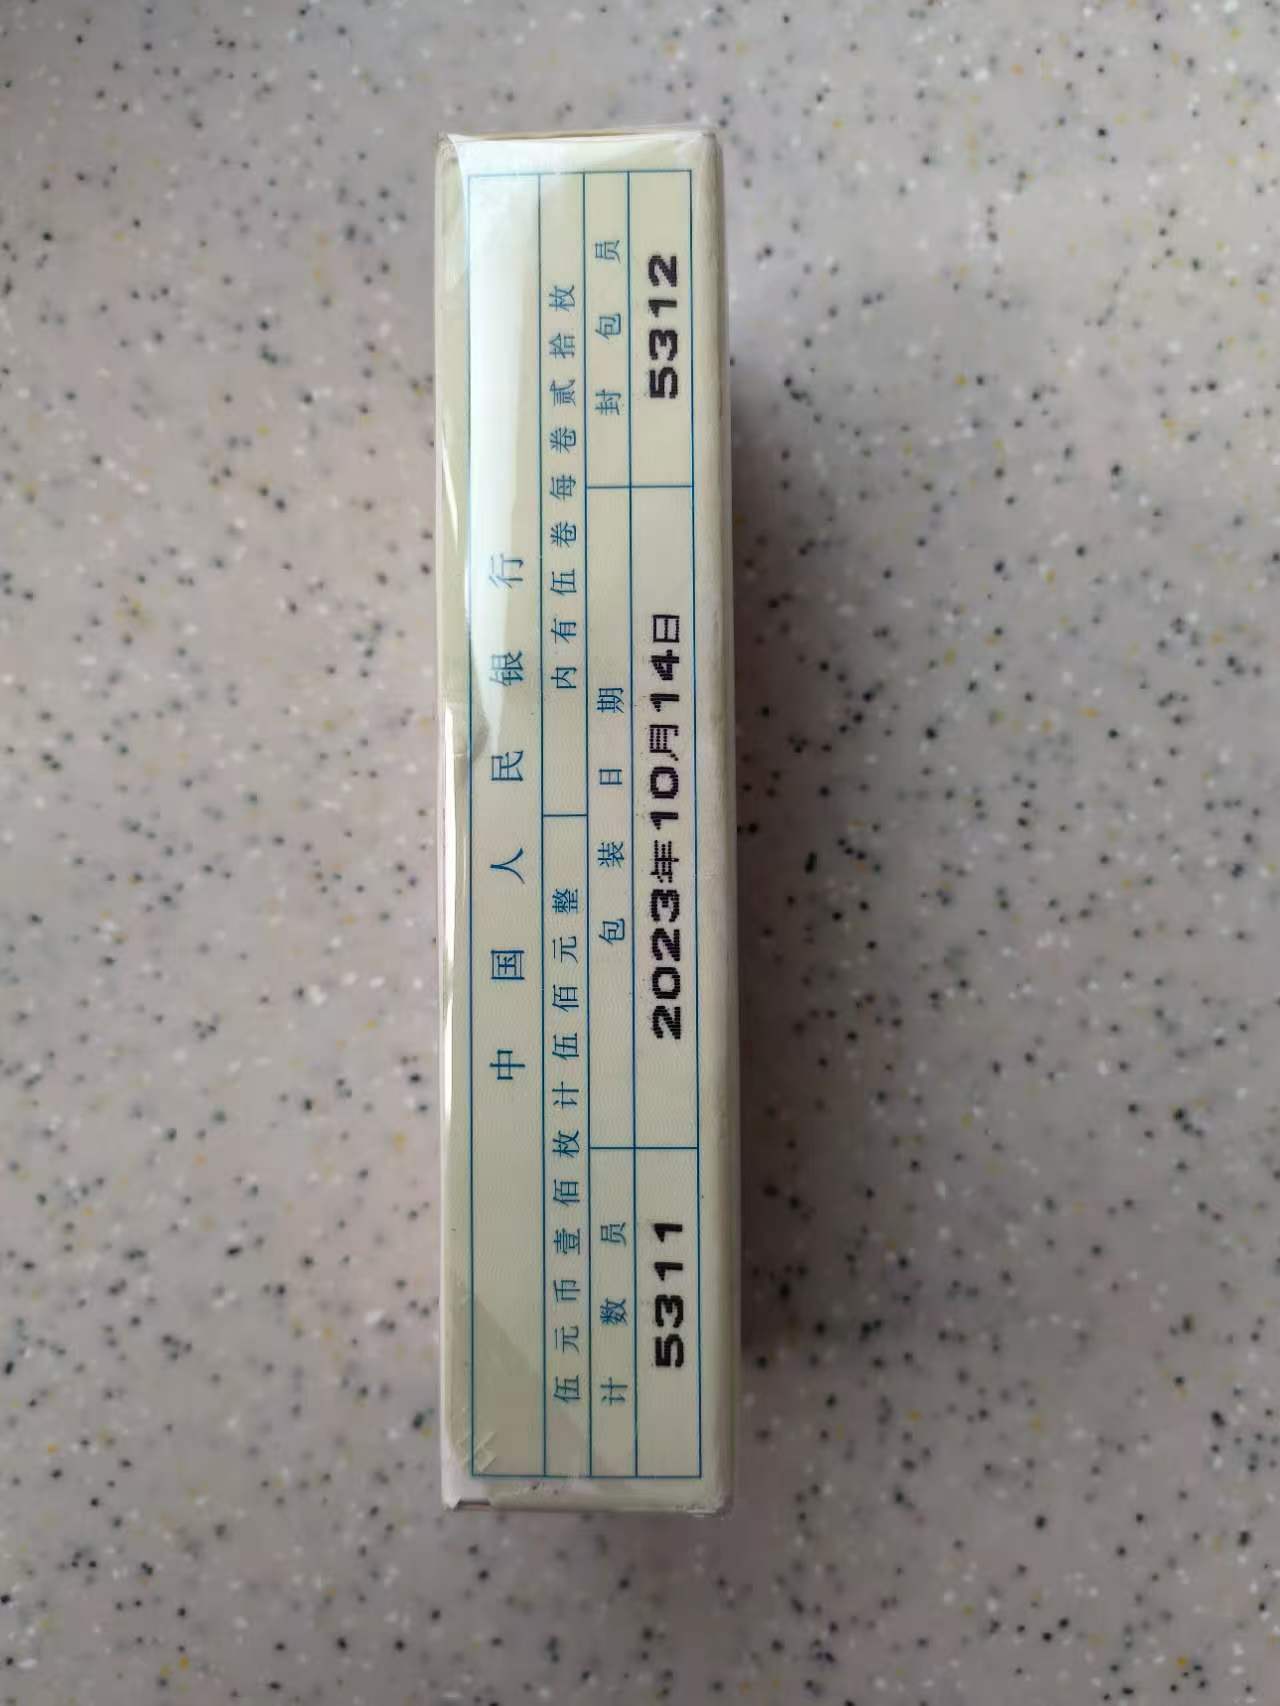 中国人民银行
伍元币壹佰枚计伍佰元整 内有伍卷每卷贰拾枚
计数员 包装日期 封包员
5311 2023年10月14日 5312